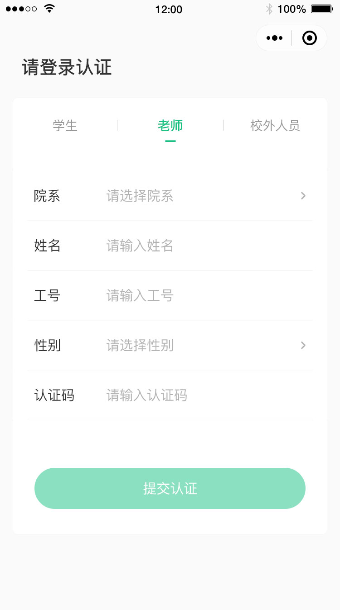 12:00
100%
请登录认证
学生
老师
校外人员
院系 请选择院系
姓名 请输入姓名
工号 请输入工号
性别 请选择性别
认证码 请输入认证码
提交认证